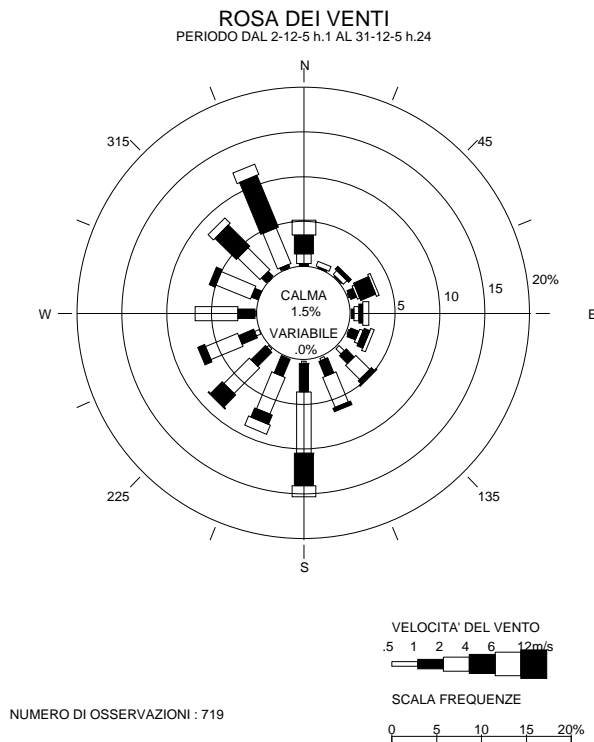 ROSA DEI VENTI
PERIODO DAL 2-12-5 h.1 AL 31-12-5 h.24
N
315
45
CALMA
1.5%
VARIABILE
.0%
5
10
15
20%
W
E
225
135
S
VELOCITA' DEL VENTO
.5 1 2 4 6 12m/s
SCALA FREQUENZE
0 5 10 15 20%
NUMERO DI OSSERVAZIONI : 719